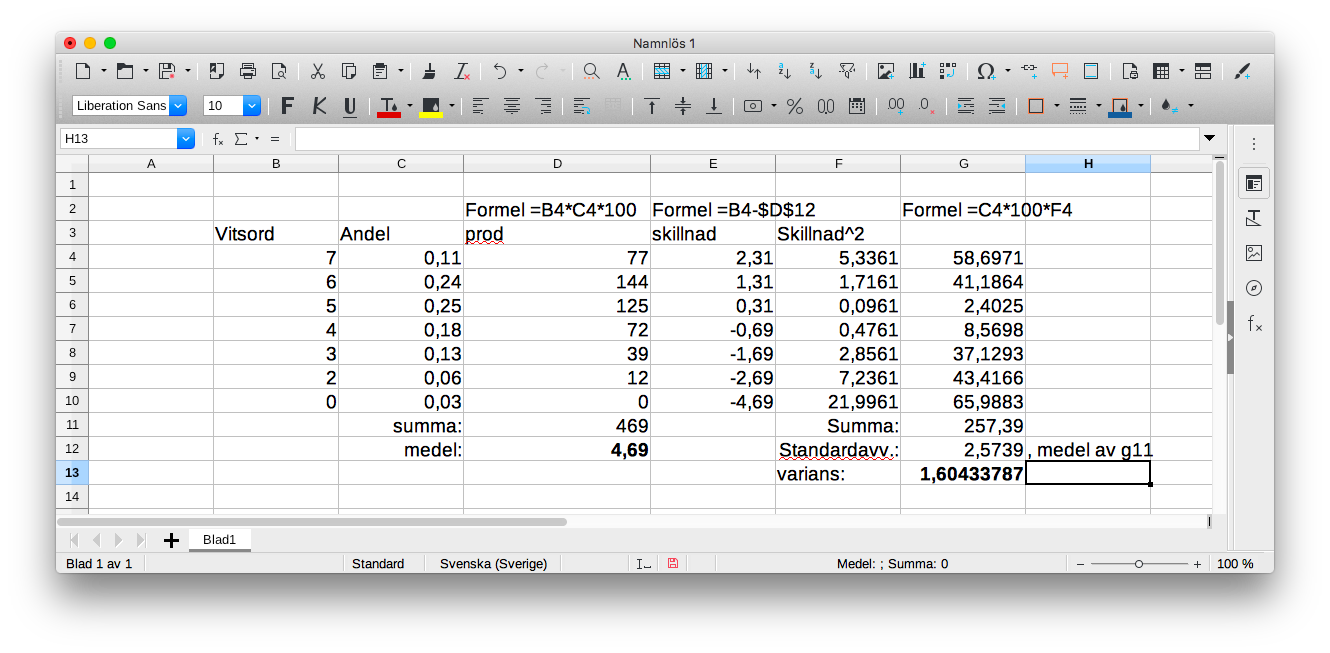 Namnlös 1
Liberation Sans 10 F K U
H13 fx Σ =
A B C D E F G H
1
2 Formel =B4*C4*100 Formel =B4-$D$12 Formel =C4*100*F4
3 Vitsord Andel prod skillnad Skillnad^2
4 7 0,11 77 2,31 5,3361 58,6971
5 6 0,24 144 1,31 1,7161 41,1864
6 5 0,25 125 0,31 0,0961 2,4025
7 4 0,18 72 -0,69 0,4761 8,5698
8 3 0,13 39 -1,69 2,8561 37,1293
9 2 0,06 12 -2,69 7,2361 43,4166
10 0 0,03 0 -4,69 21,9961 65,9883
11 summa: 469 Summa: 257,39
12 medel: 4,69 Standardavv.: 2,5739 , medel av g11
13 varians: 1,60433787
14
Blad1
Blad 1 av 1 Standard Svenska (Sverige) Medel: ; Summa: 0 100 %